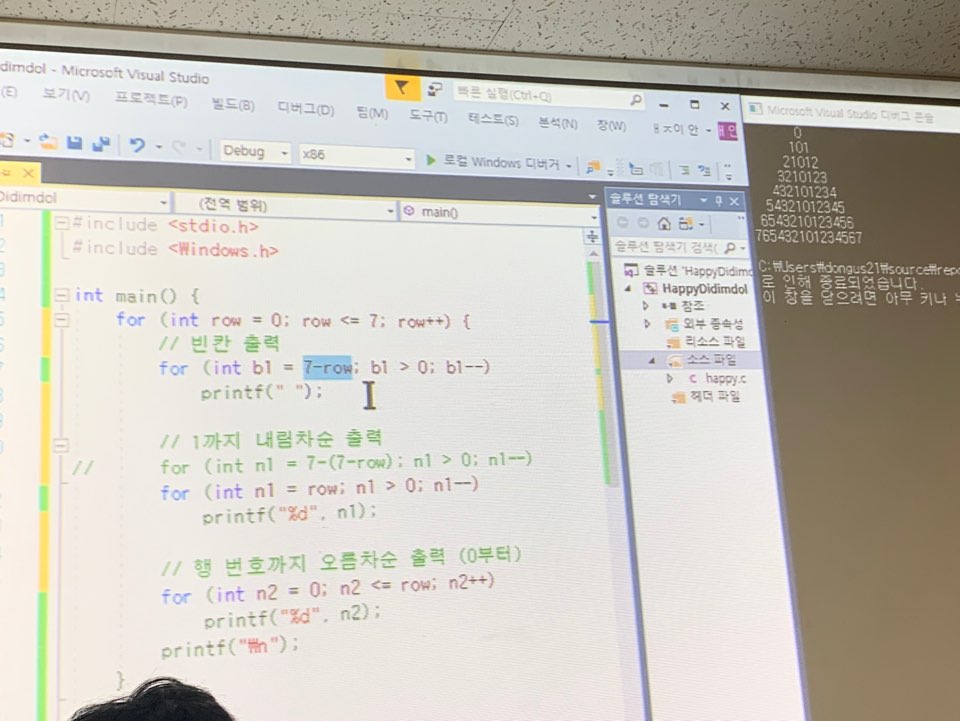 dimdol - Microsoft Visual Studio
빠른 실행(Ctrl+Q)
(E) 보기(V) 프로젝트(P) 빌드(B) 디버그(D) 팀(M) 도구(T) 테스트(S) 분석(N) 창(W)
Debug x86 로컬 Windows 디버거
Didimdol (전역 범위) main()
#include <stdio.h>
#include <Windows.h>
int main() {
for (int row = 0; row <= 7; row++) {
// 빈칸 출력
for (int b1 = 7-row; b1 > 0; b1--)
printf(" ");
// 1까지 내림차순 출력
// for (int n1 = 7-(7-row); n1 > 0; n1--)
for (int n1 = row; n1 > 0; n1--)
printf("%d", n1);
// 행 번호까지 오름차순 출력 (0부터)
for (int n2 = 0; n2 <= row; n2++)
printf("%d", n2);
printf("₩n");
}
솔루션 탐색기
솔루션 탐색기 검색(
솔루션 'HappyDidimd
HappyDidimdol
참조
외부 종속성
리소스 파일
소스 파일
happy.c
헤더 파일
Microsoft Visual Studio 디버그 콘솔
0
101
21012
3210123
432101234
54321012345
6543210123456
765432101234567
C:₩Users₩dongus21₩source₩repo
로 인해 종료되었습니다.
이 창을 닫으려면 아무 키나